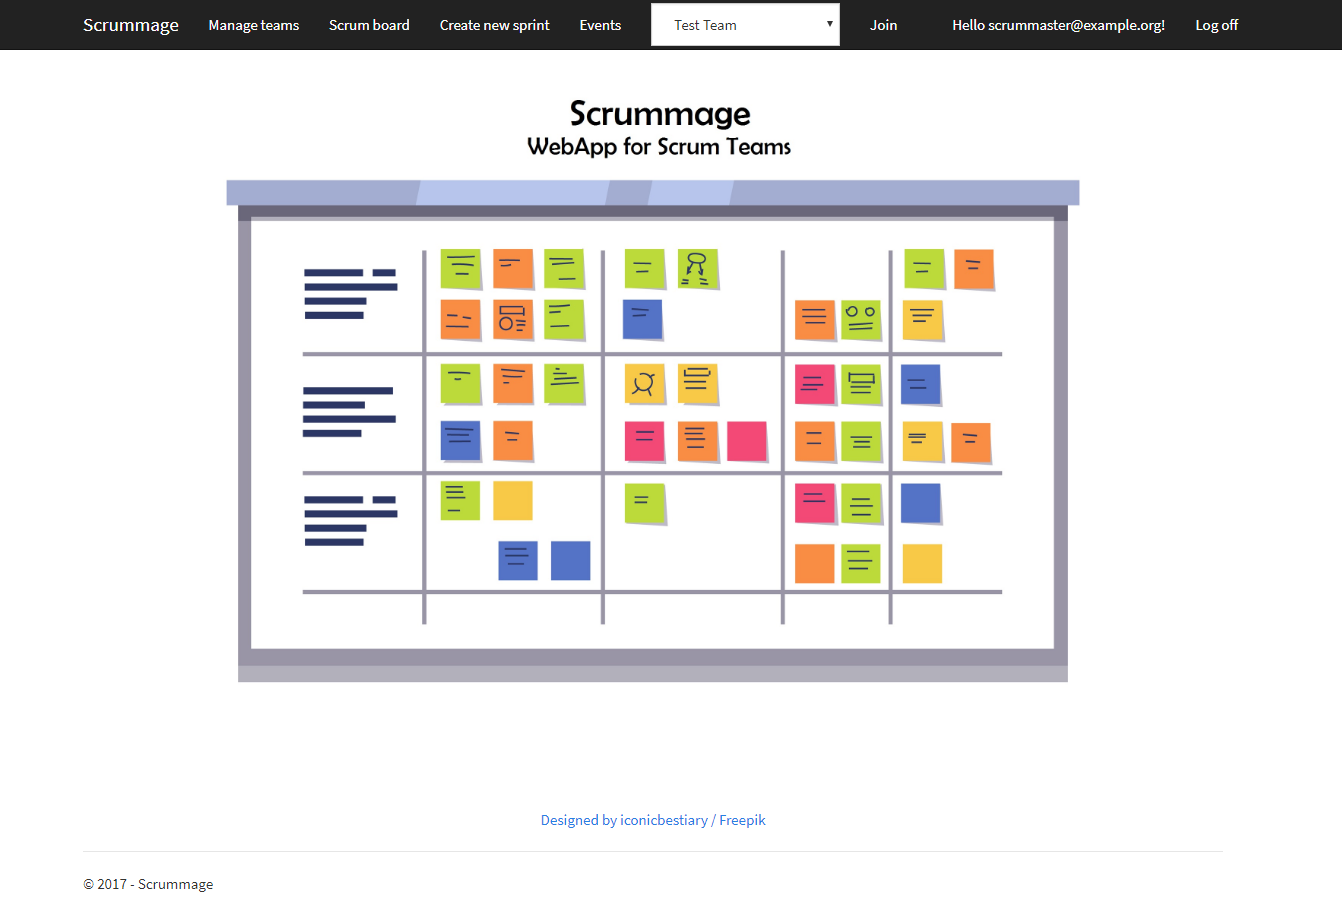 Scrummage Manage teams Scrum board Create new sprint Events Test Team Join Hello scrummaster@example.org! Log off
Scrummage
WebApp for Scrum Teams
Designed by iconicbestiary / Freepik
© 2017 - Scrummage